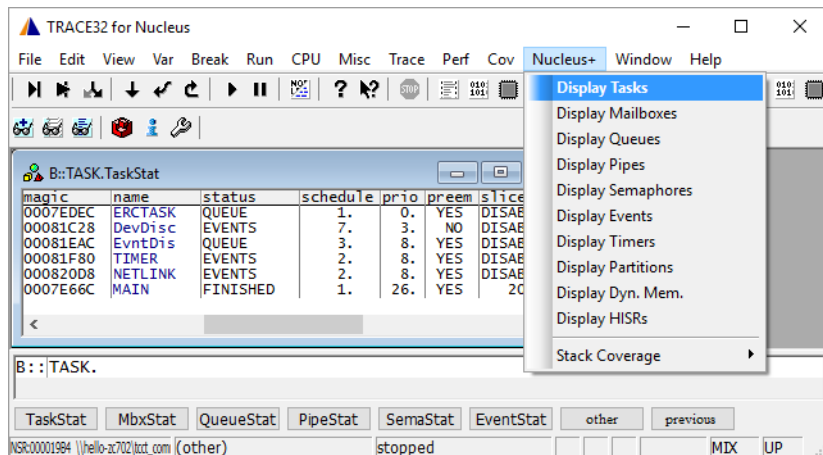 TRACE32 for Nucleus
File Edit View Var Break Run CPU Misc Trace Perf Cov Nucleus+ Window Help
Display Tasks
Display Mailboxes
Display Queues
Display Pipes
Display Semaphores
Display Events
Display Timers
Display Partitions
Display Dyn. Mem.
Display HISRs
Stack Coverage
B::TASK.TaskStat
magic name status schedule prio preem slice
0007EDEC ERCTASK QUEUE 1. 0. YES DISAB
00081C28 DevDisc EVENTS 7. 3. NO DISAB
00081EAC EvntDis QUEUE 3. 8. YES DISAB
00081F80 TIMER EVENTS 2. 8. YES DISAB
000820D8 NETLINK EVENTS 2. 8. YES DISAB
0007E66C MAIN FINISHED 1. 26. YES 20
B::TASK.
TaskStat MbxStat QueueStat PipeStat SemaStat EventStat other previous
NSR:000019B4 \\hello-zc702\tcct_com (other) stopped MIX UP